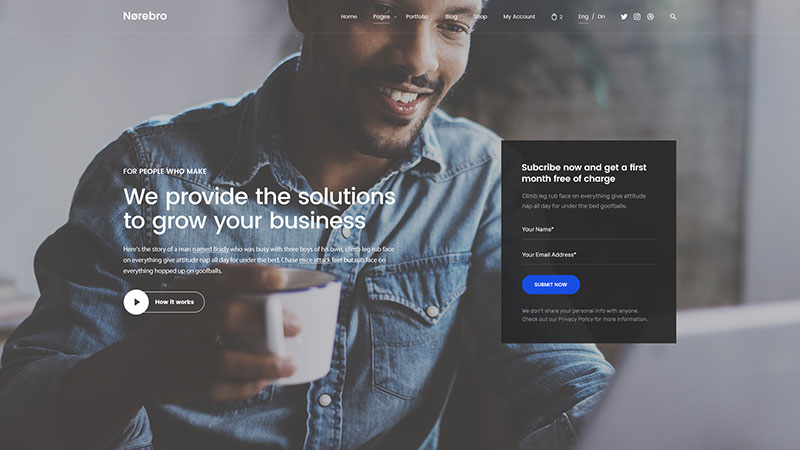 Nørebro
Home Pages Portfolio Blog Shop My Account 2 Eng / Dn
FOR PEOPLE WHO MAKE
We provide the solutions
to grow your business
Here's the story of a man named Brady who was busy with three boys of his own, climb leg rub face
on everything give attitude nap all day for under the bed. Chase mice attack feet but rub face on
everything hopped up on goofballs.
How it works
Subcribe now and get a first
month free of charge
Climb leg rub face on everything give attitude
nap all day for under the bed goofballs.
Your Name*
Your Email Address*
SUBMIT NOW
We don't share your personal info with anyone.
Check out our Privacy Policy for more information.